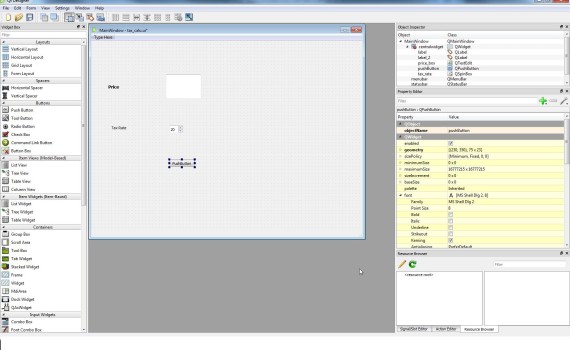 Qt Designer
File Edit Form View Settings Window Help
Widget Box
Filter
Layouts
Vertical Layout
Horizontal Layout
Grid Layout
Form Layout
Spacers
Horizontal Spacer
Vertical Spacer
Buttons
Push Button
Tool Button
Radio Button
Check Box
Command Link Button
Button Box
Item Views (Model-Based)
List View
Tree View
Table View
Column View
Item Widgets (Item-Based)
List Widget
Tree Widget
Table Widget
Containers
Group Box
Scroll Area
Tool Box
Tab Widget
Stacked Widget
Frame
Widget
MdiArea
Dock Widget
QAxWidget
Input Widgets
Combo Box
Font Combo Box
MainWindow - tax_rate.ui*
Type Here
Price
Tax Rate
20
PushButton
Object Inspector
Object Class
MainWindow QMainWindow
centralwidget QWidget
label QLabel
label_2 QLabel
price_box QTextEdit
pushButton QPushButton
tax_rate QSpinBox
menubar QMenuBar
statusbar QStatusBar
Property Editor
Filter
pushButton : QPushButton
Property Value
QObject
objectName pushButton
QWidget
enabled
geometry [(230, 330), 75 x 23]
sizePolicy [Minimum, Fixed, 0, 0]
minimumSize 0 x 0
maximumSize 16777215 x 16777215
sizeIncrement 0 x 0
baseSize 0 x 0
palette Inherited
font A [MS Shell Dlg 2, 8]
Family MS Shell Dlg 2
Point Size 8
Bold
Italic
Underline
Strikeout
Kerning
Antialiasing PreferDefault
Resource Browser
Filter
<resource root>
Signal/Slot Editor Action Editor Resource Browser